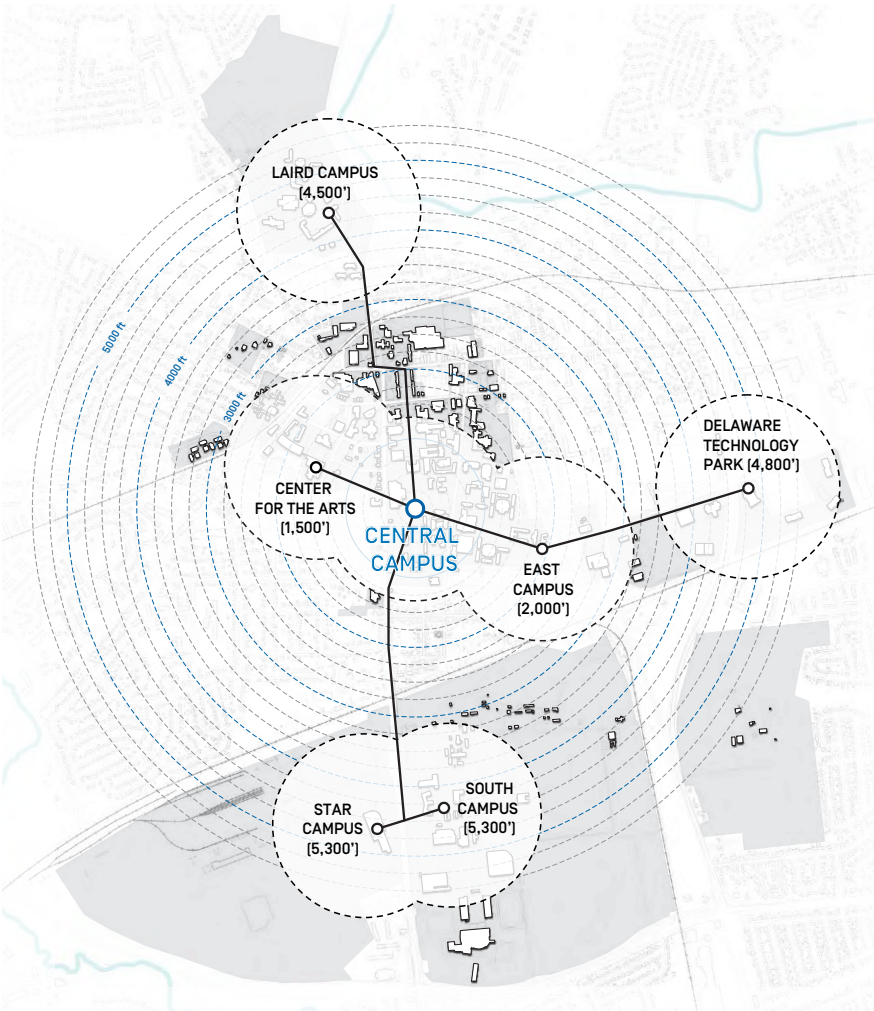 LAIRD CAMPUS
[4,500']
5000 ft
4000 ft
3000 ft
DELAWARE
TECHNOLOGY
PARK [4,800']
CENTER
FOR THE ARTS
[1,500']
CENTRAL
CAMPUS
EAST
CAMPUS
[2,000']
STAR
CAMPUS
[5,300']
SOUTH
CAMPUS
[5,300']